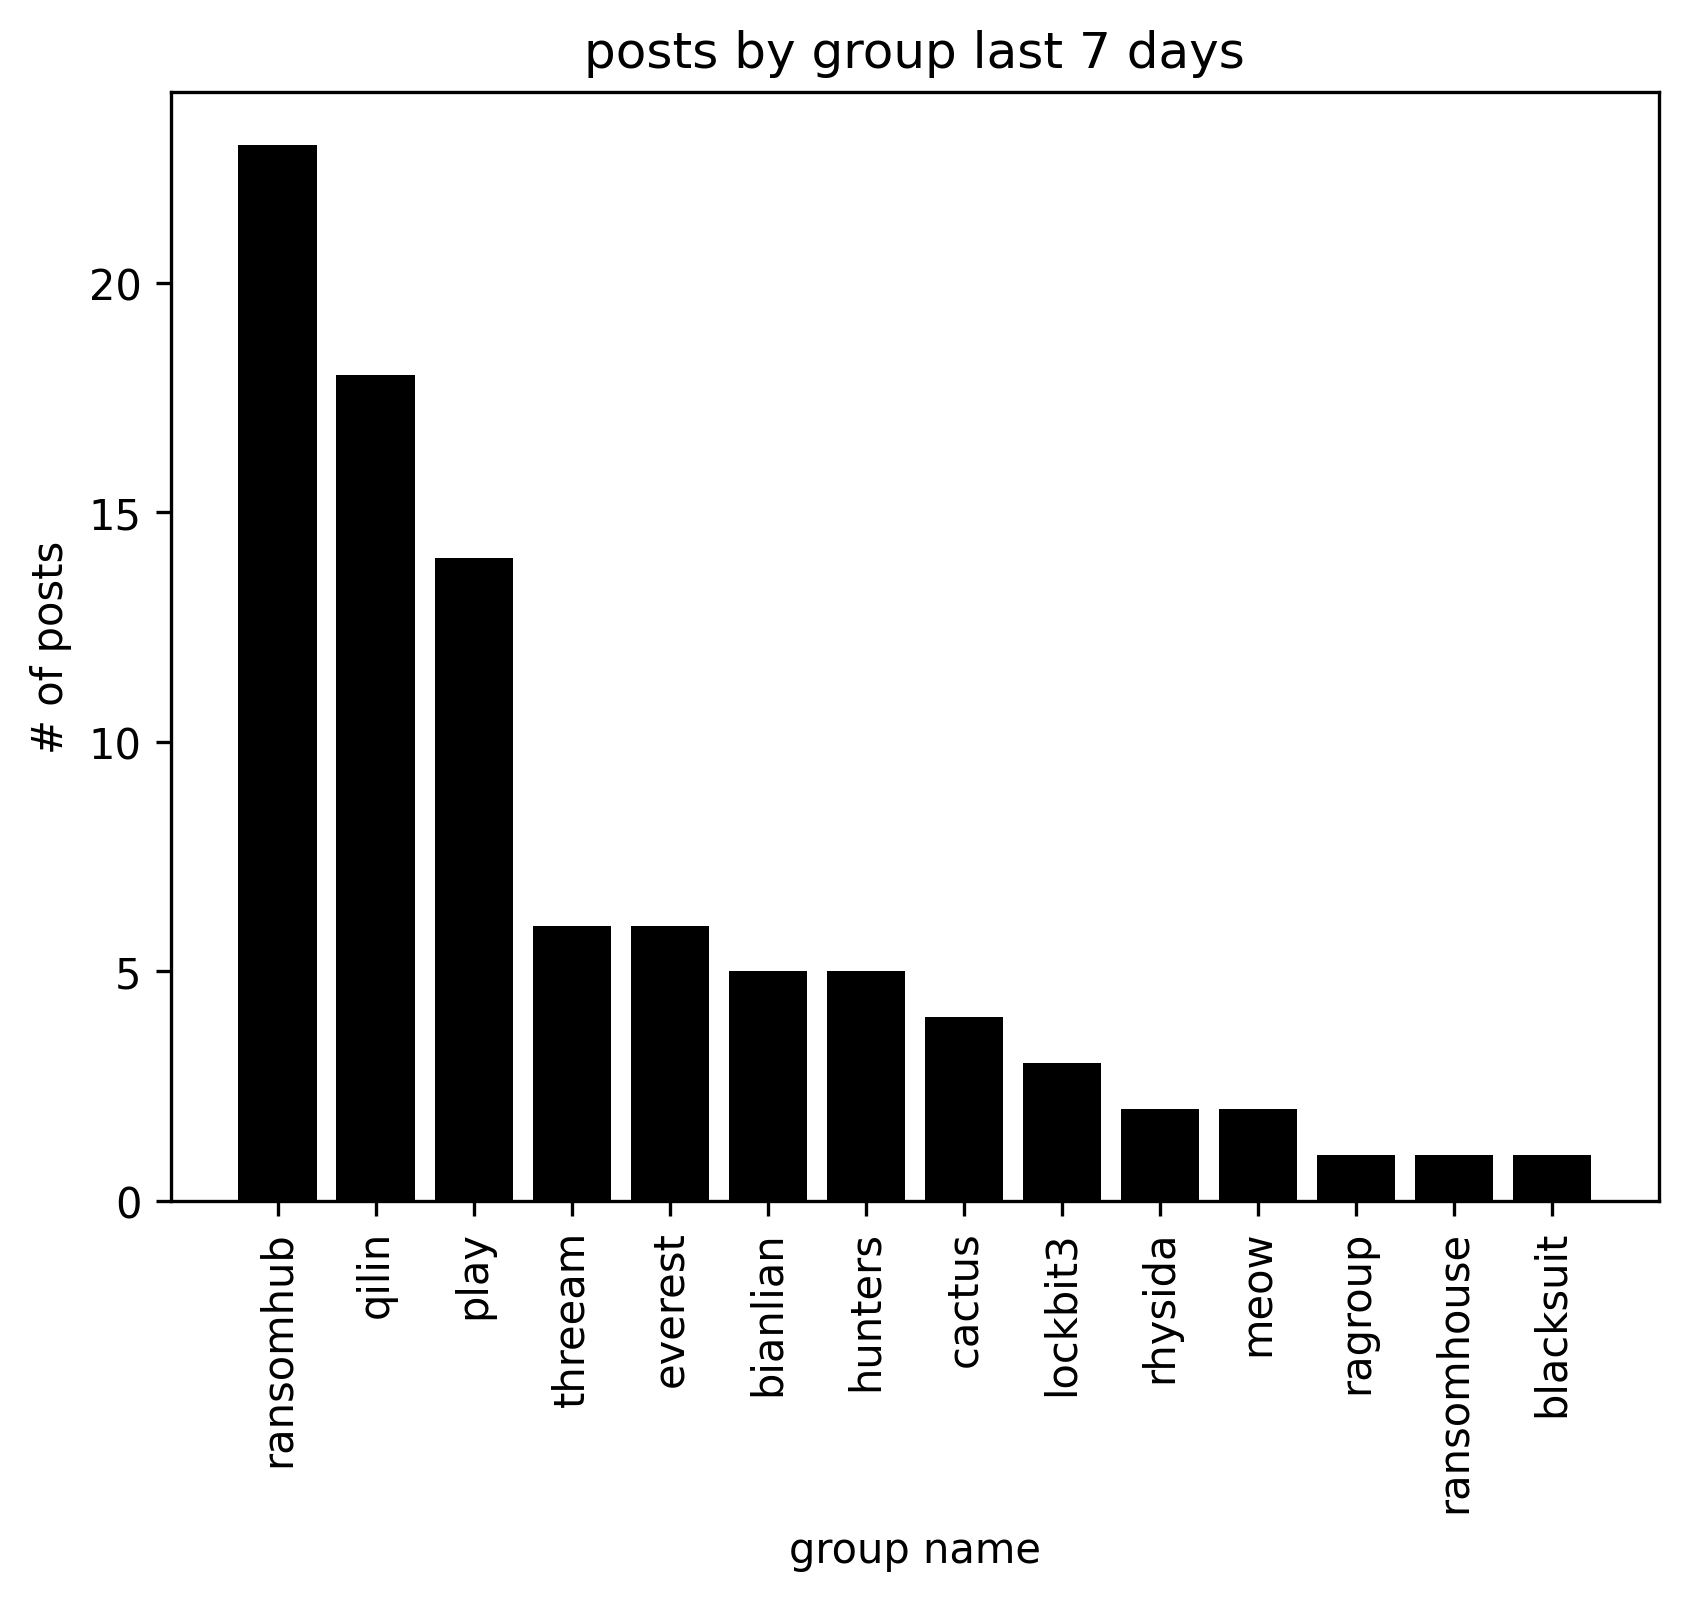 posts by group last 7 days
# of posts
20
15
10
5
0
ransomhub
qilin
play
threeam
everest
bianlian
hunters
cactus
lockbit3
rhysida
meow
ragroup
ransomhouse
blacksuit
group name